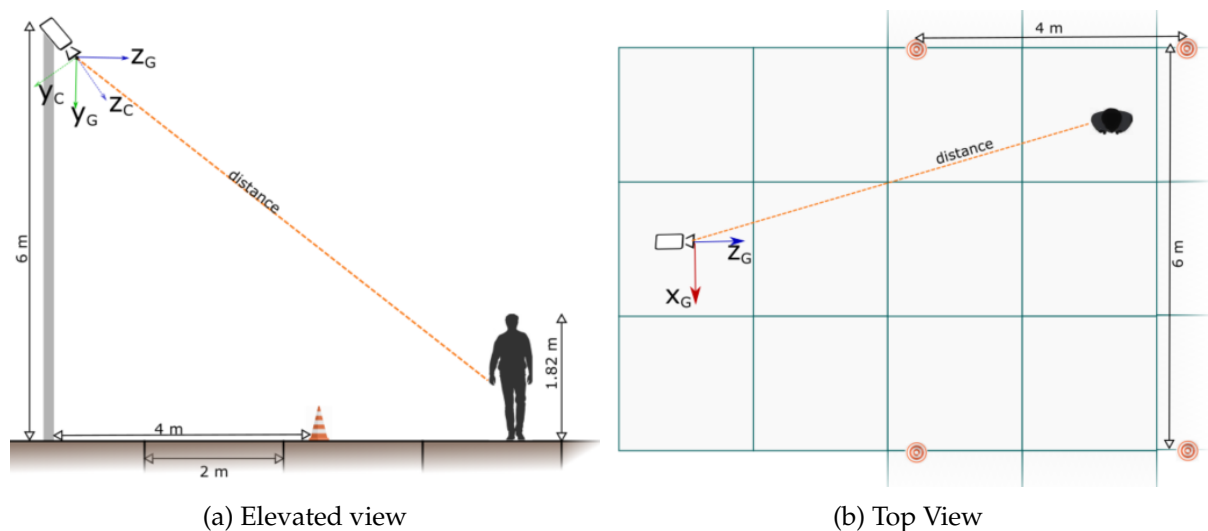 z_G
y_C
y_G
z_C
distance
6 m
1.82 m
4 m
2 m
(a) Elevated view
4 m
distance
z_G
x_G
6 m
(b) Top View